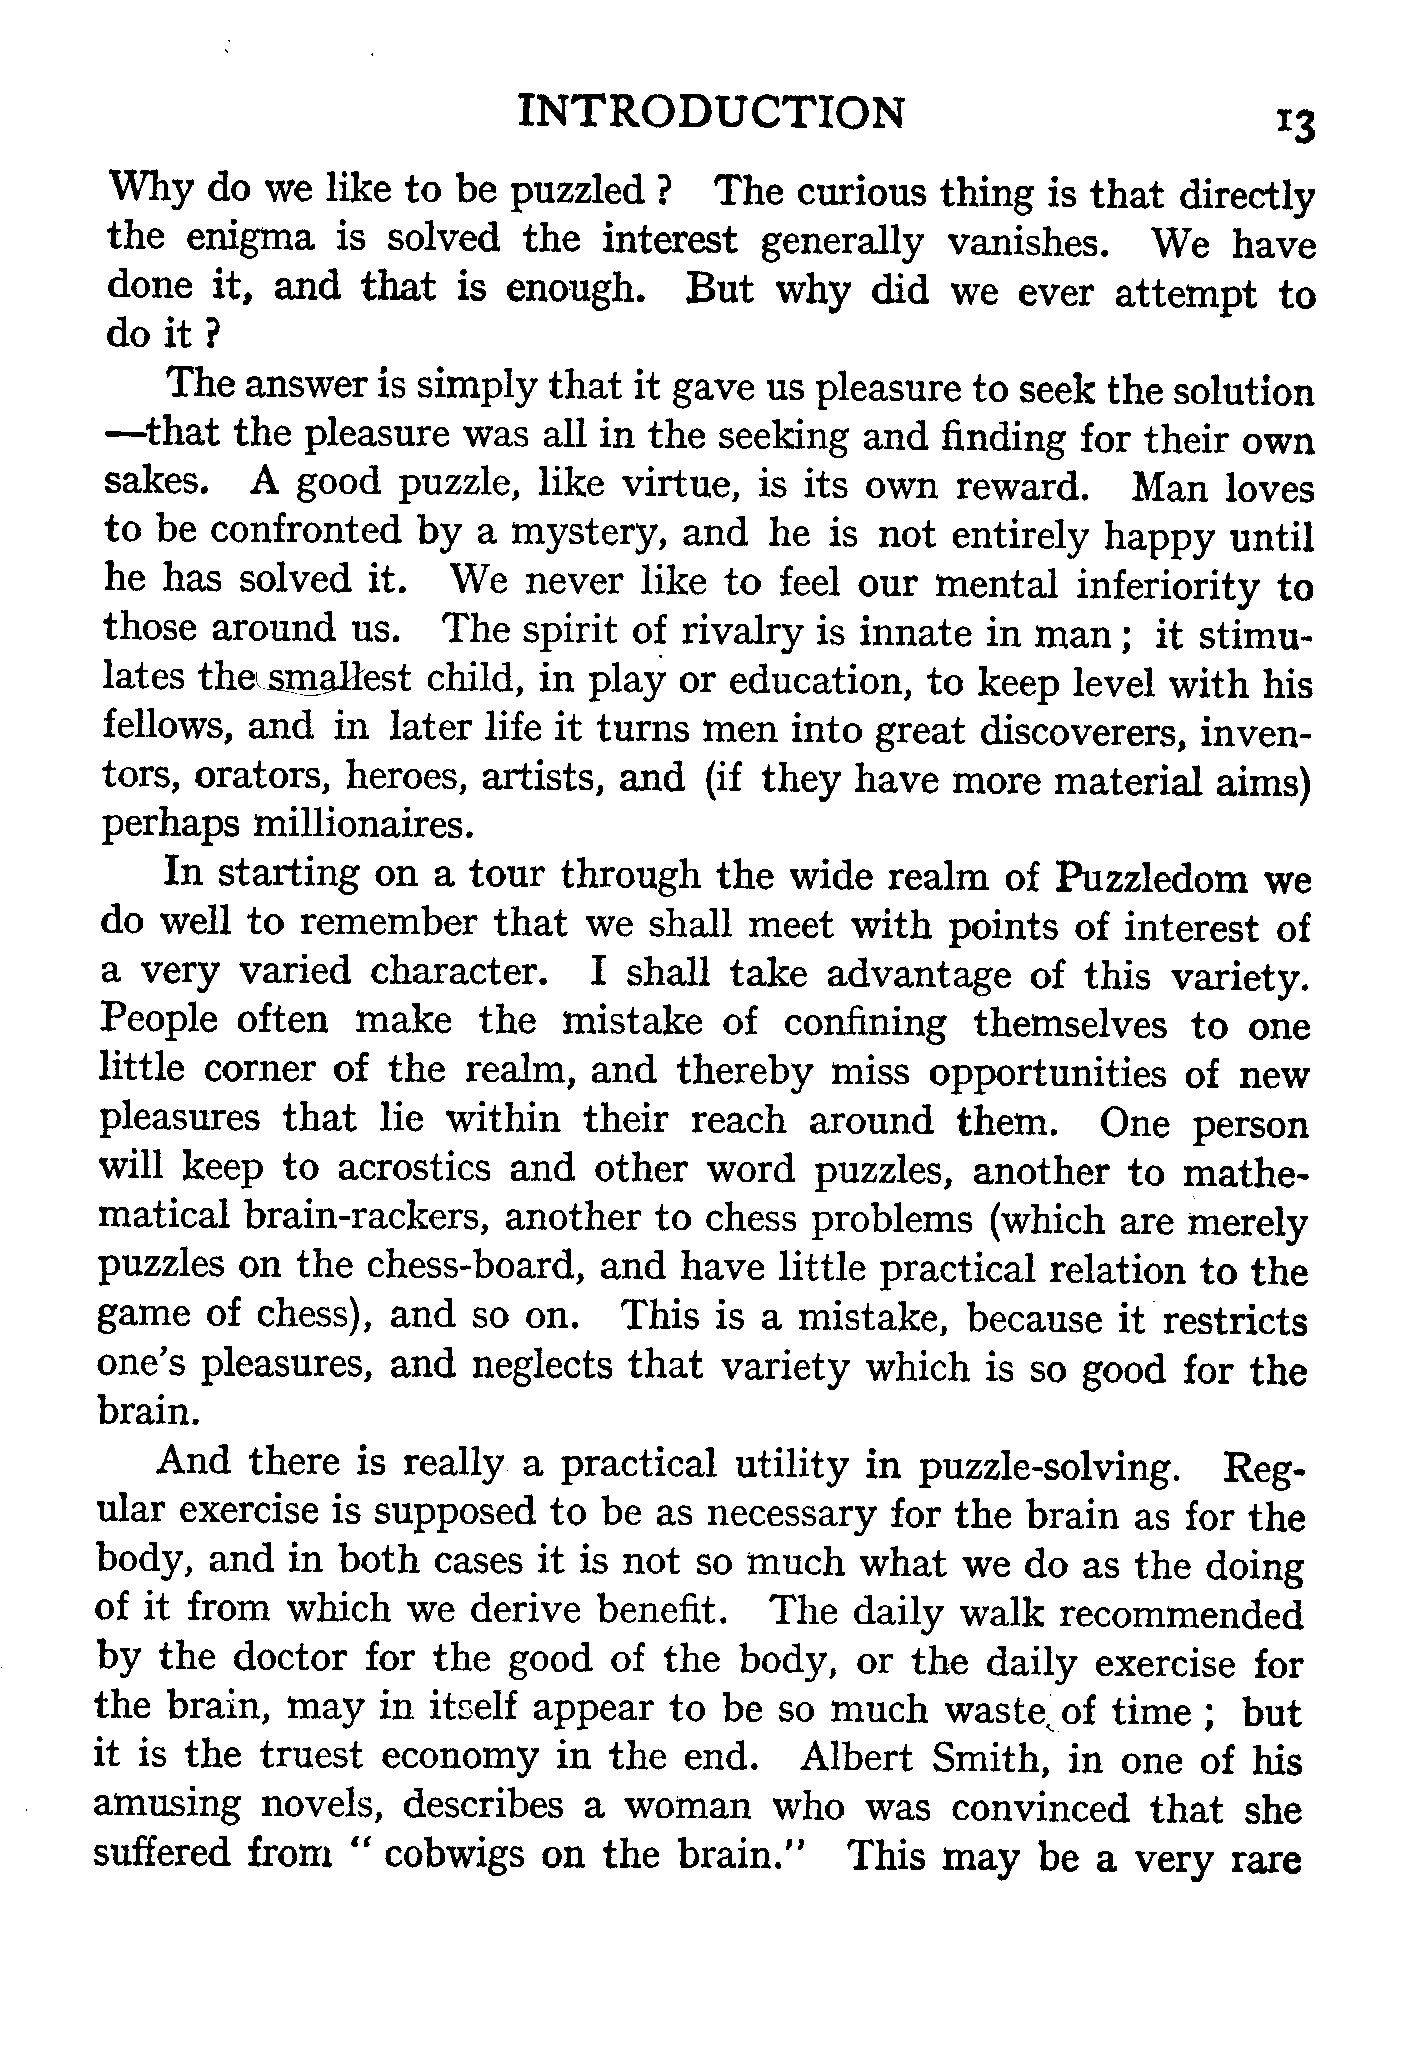 INTRODUCTION 13
Why do we like to be puzzled ? The curious thing is that directly
the enigma is solved the interest generally vanishes. We have
done it, and that is enough. But why did we ever attempt to
do it ?
The answer is simply that it gave us pleasure to seek the solution
—that the pleasure was all in the seeking and finding for their own
sakes. A good puzzle, like virtue, is its own reward. Man loves
to be confronted by a mystery, and he is not entirely happy until
he has solved it. We never like to feel our mental inferiority to
those around us. The spirit of rivalry is innate in man ; it stimu-
lates the smallest child, in play or education, to keep level with his
fellows, and in later life it turns men into great discoverers, inven-
tors, orators, heroes, artists, and (if they have more material aims)
perhaps millionaires.
In starting on a tour through the wide realm of Puzzledom we
do well to remember that we shall meet with points of interest of
a very varied character. I shall take advantage of this variety.
People often make the mistake of confining themselves to one
little corner of the realm, and thereby miss opportunities of new
pleasures that lie within their reach around them. One person
will keep to acrostics and other word puzzles, another to mathe-
matical brain-rackers, another to chess problems (which are merely
puzzles on the chess-board, and have little practical relation to the
game of chess), and so on. This is a mistake, because it restricts
one's pleasures, and neglects that variety which is so good for the
brain.
And there is really a practical utility in puzzle-solving. Reg-
ular exercise is supposed to be as necessary for the brain as for the
body, and in both cases it is not so much what we do as the doing
of it from which we derive benefit. The daily walk recommended
by the doctor for the good of the body, or the daily exercise for
the brain, may in itself appear to be so much waste of time ; but
it is the truest economy in the end. Albert Smith, in one of his
amusing novels, describes a woman who was convinced that she
suffered from " cobwigs on the brain." This may be a very rare